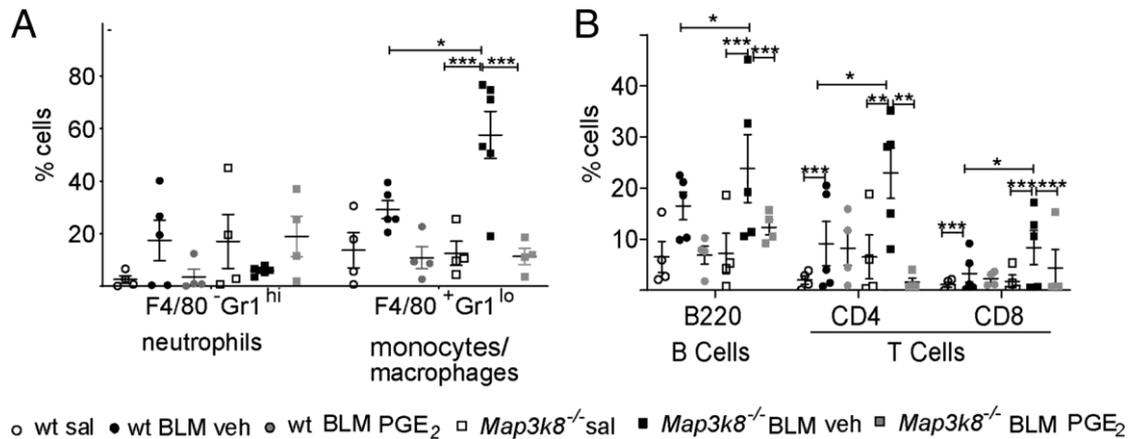 A
B
% cells
80
60
40
20
*
*** ***
F4/80⁻Gr1ʰⁱ
F4/80⁺Gr1ˡᵒ
neutrophils
monocytes/
macrophages
% cells
40
30
20
10
*
*** ***
*
** **
***
*
*** ***
***
B220
CD4
CD8
B Cells
T Cells
wt sal
wt BLM veh
wt BLM PGE₂
Map3k8⁻/⁻ sal
Map3k8⁻/⁻ BLM veh
Map3k8⁻/⁻ BLM PGE₂